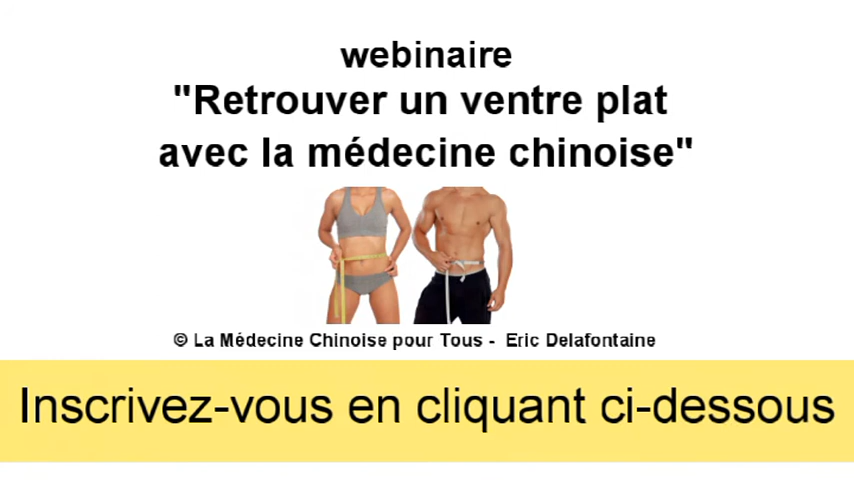 webinaire
"Retrouver un ventre plat
avec la médecine chinoise"
© La Médecine Chinoise pour Tous - Eric Delafontaine
Inscrivez-vous en cliquant ci-dessous